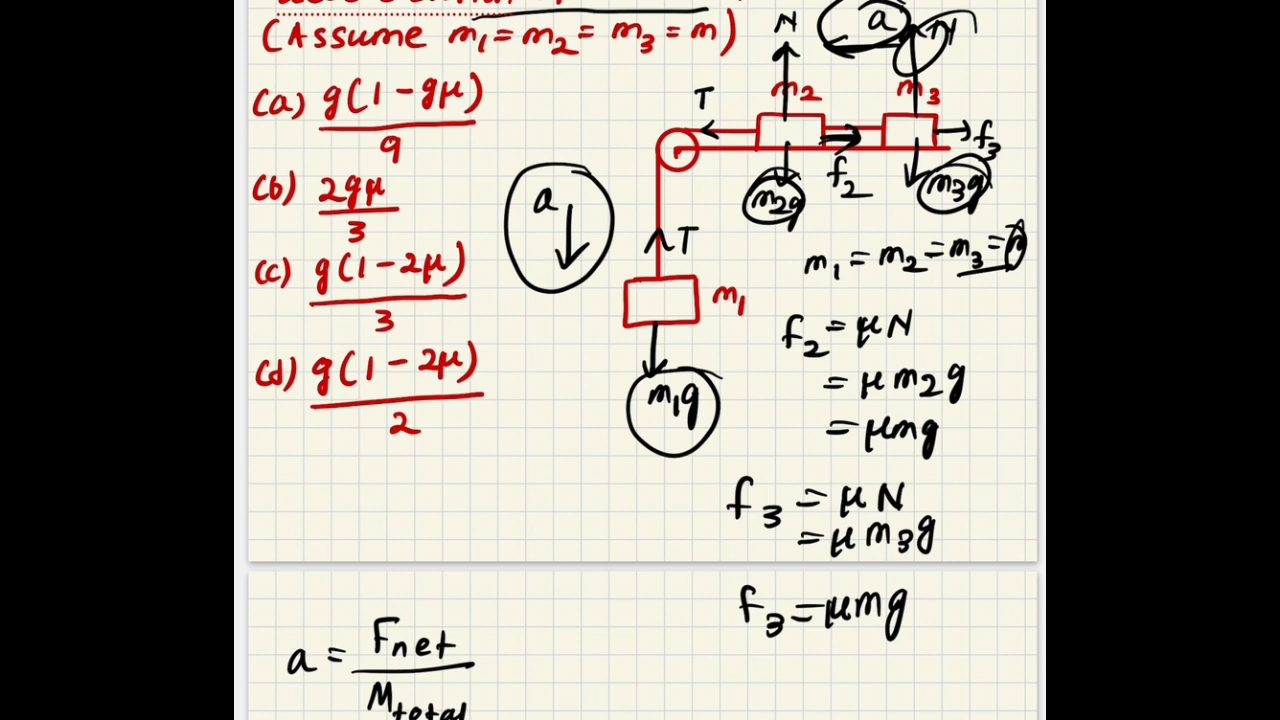 (Assume m₁ = m₂ = m₃ = m)
(a) g(1 - gμ)
9
(b) 2gμ
3
(c) g(1 - 2μ)
3
(d) g(1 - 2μ)
2
N
a
N
m₂
m₃
T
f₃
f₂
m₂g
m₃g
a
T
m₁
m₁g
m₁ = m₂ = m₃ = m
f₂ = μN
= μm₂g
= μmg
f₃ = μN
= μm₃g
f₃ = μmg
a = Fnet
Mtotal